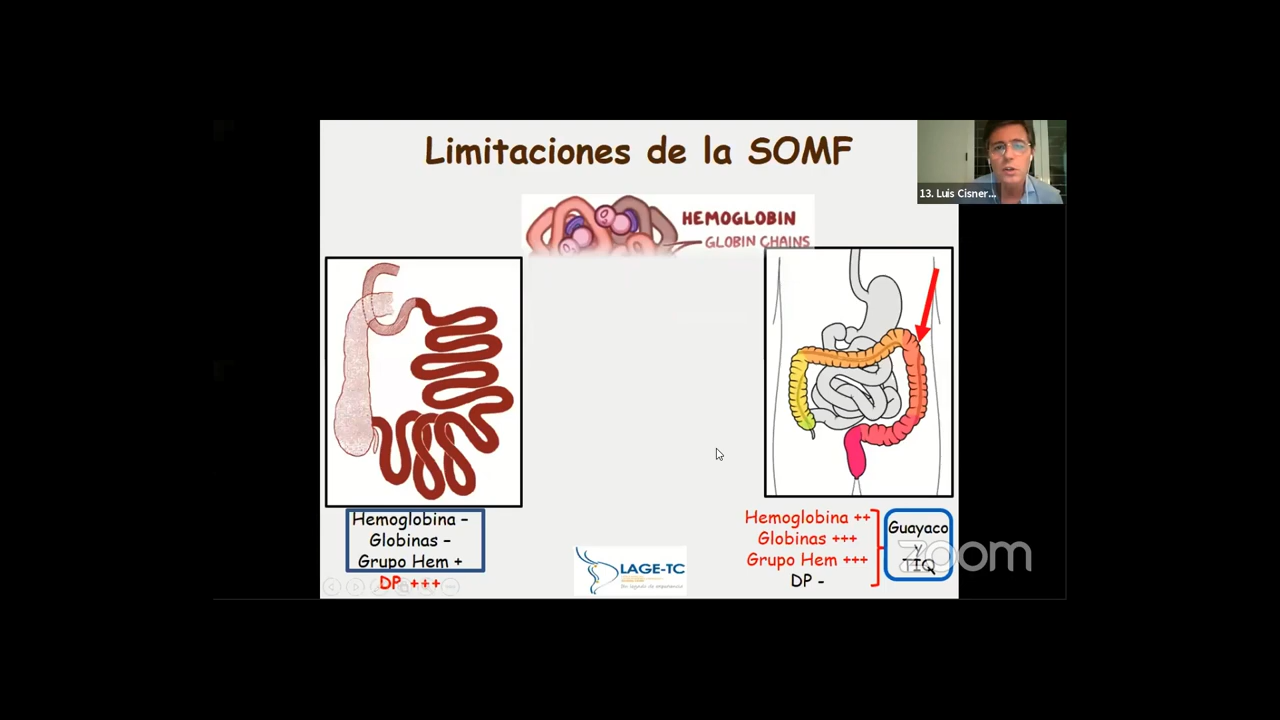 Limitaciones de la SOMF
13. Luis Cisner...
HEMOGLOBIN
GLOBIN CHAINS
Hemoglobina -
Globinas -
Grupo Hem +
DP +++
Hemoglobina ++
Globinas +++
Grupo Hem +++
DP -
Guayaco
y
TIQ
zoom
LAGE-TC